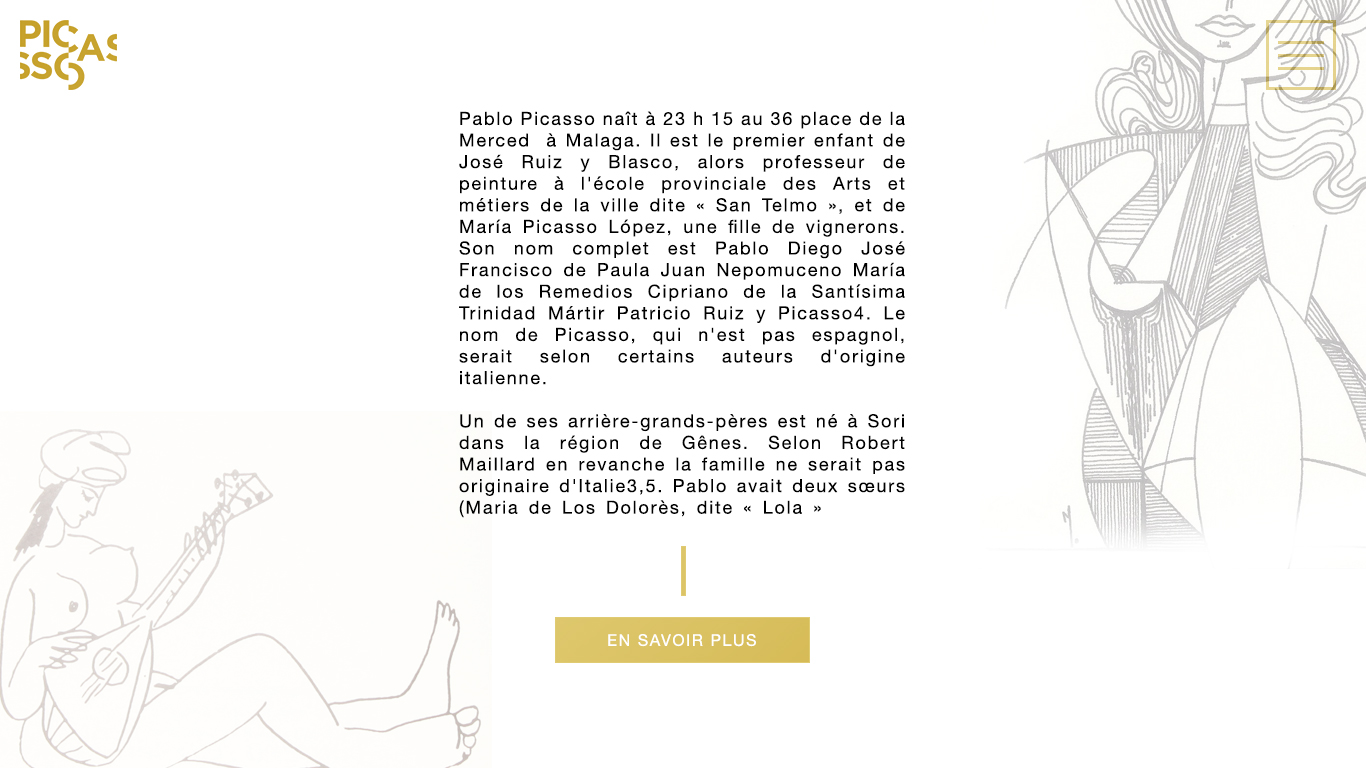 PICAS
SSO
Pablo Picasso naît à 23 h 15 au 36 place de la
Merced à Malaga. Il est le premier enfant de
José Ruiz y Blasco, alors professeur de
peinture à l'école provinciale des Arts et
métiers de la ville dite « San Telmo », et de
María Picasso López, une fille de vignerons.
Son nom complet est Pablo Diego José
Francisco de Paula Juan Nepomuceno María
de los Remedios Cipriano de la Santísima
Trinidad Mártir Patricio Ruiz y Picasso4. Le
nom de Picasso, qui n'est pas espagnol,
serait selon certains auteurs d'origine
italienne.
Un de ses arrière-grands-pères est né à Sori
dans la région de Gênes. Selon Robert
Maillard en revanche la famille ne serait pas
originaire d'Italie3,5. Pablo avait deux sœurs
(Maria de Los Dolorès, dite « Lola »
EN SAVOIR PLUS